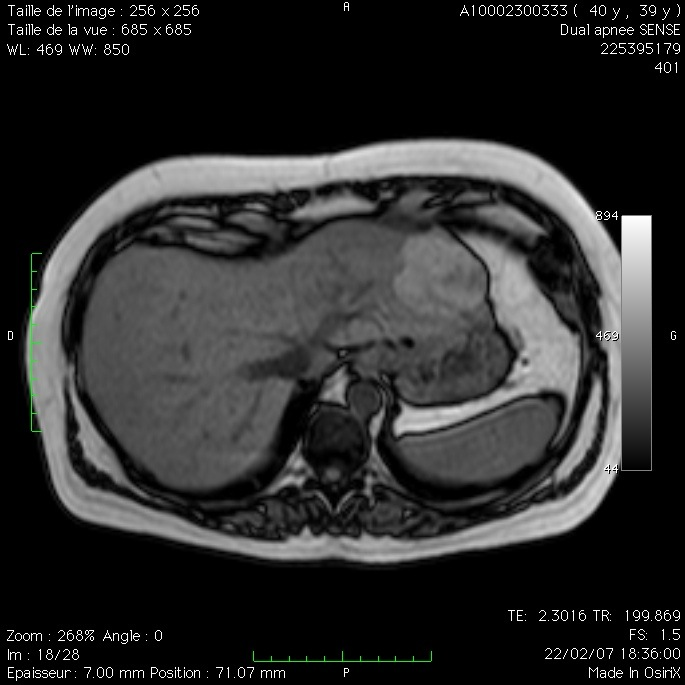 Taille de l'image : 256 x 256
Taille de la vue : 685 x 685
WL: 469 WW: 850
A
A10002300333 ( 40 y , 39 y )
Dual apnee SENSE
225395179
401
894
D
469
G
44
Zoom : 268% Angle : 0
Im : 18/28
Epaisseur : 7.00 mm Position : 71.07 mm
P
TE: 2.3016 TR: 199.869
FS: 1.5
22/02/07 18:36:00
Made In OsiriX